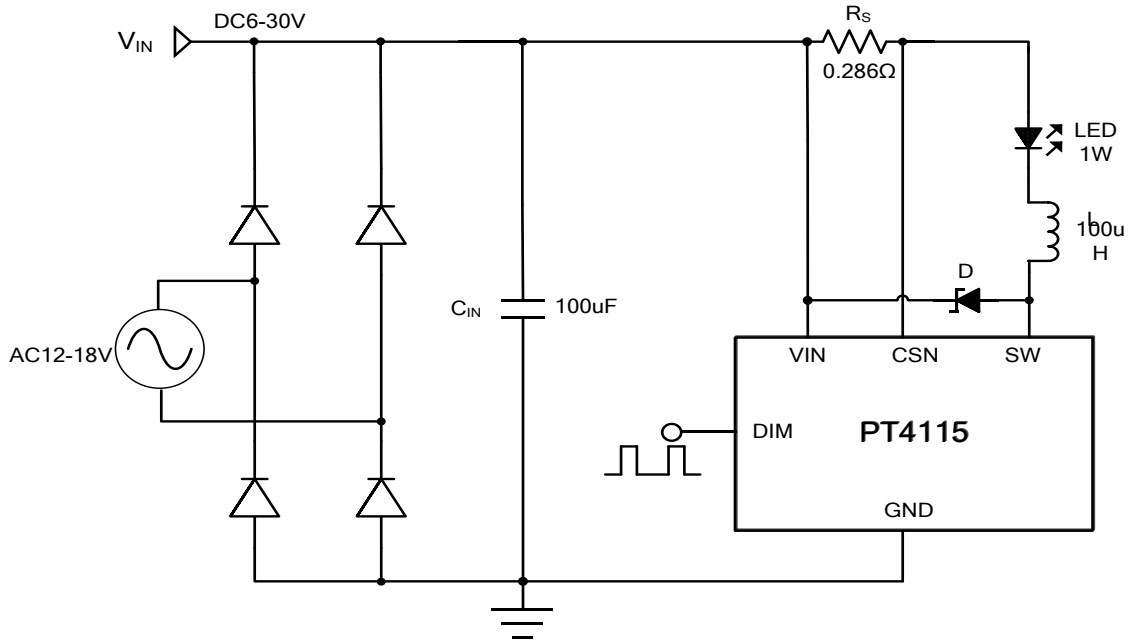 DC6-30V
VIN
RS
0.286Ω
LED
1W
L
100u
H
D
CIN
100uF
AC12-18V
VIN
CSN
SW
DIM
PT4115
GND